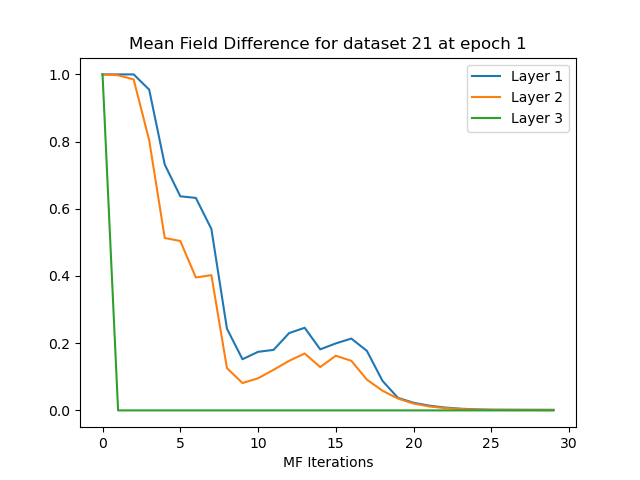 Mean Field Difference for dataset 21 at epoch 1
Layer 1
Layer 2
Layer 3
1.0
0.8
0.6
0.4
0.2
0.0
0 5 10 15 20 25 30
MF Iterations